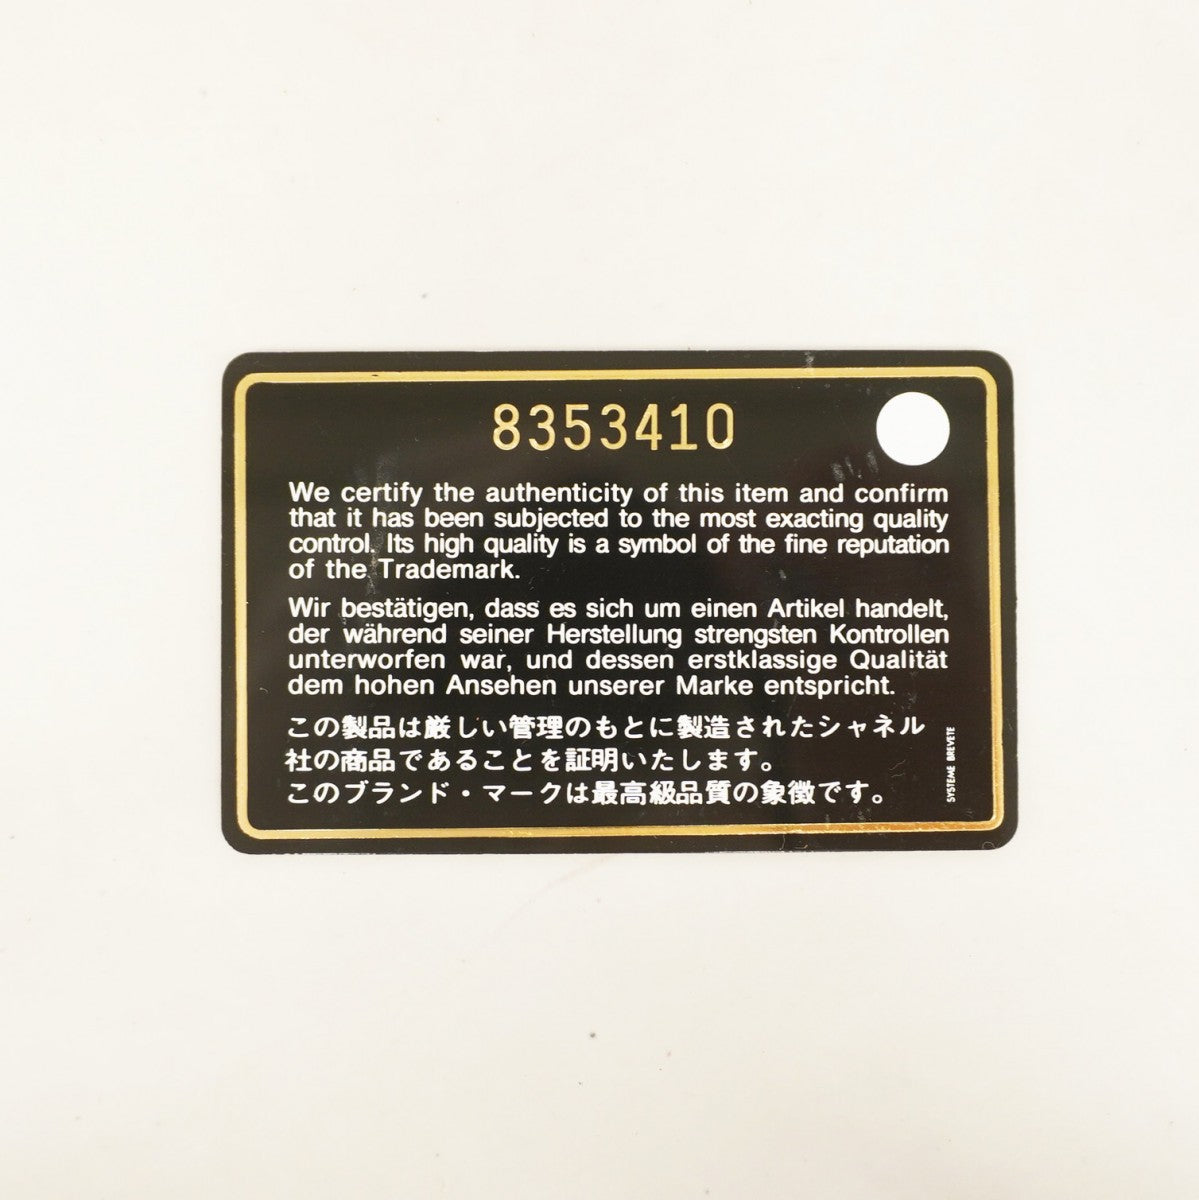 8353410
We certify the authenticity of this item and confirm
that it has been subjected to the most exacting quality
control. Its high quality is a symbol of the fine reputation
of the Trademark.
Wir bestätigen, dass es sich um einen Artikel handelt,
der während seiner Herstellung strengsten Kontrollen
unterworfen war, und dessen erstklassige Qualität
dem hohen Ansehen unserer Marke entspricht.
この製品は厳しい管理のもとに製造されたシャネル
社の商品であることを証明いたします。
このブランド・マークは最高級品質の象徴です。
SYSTEME BREVETE